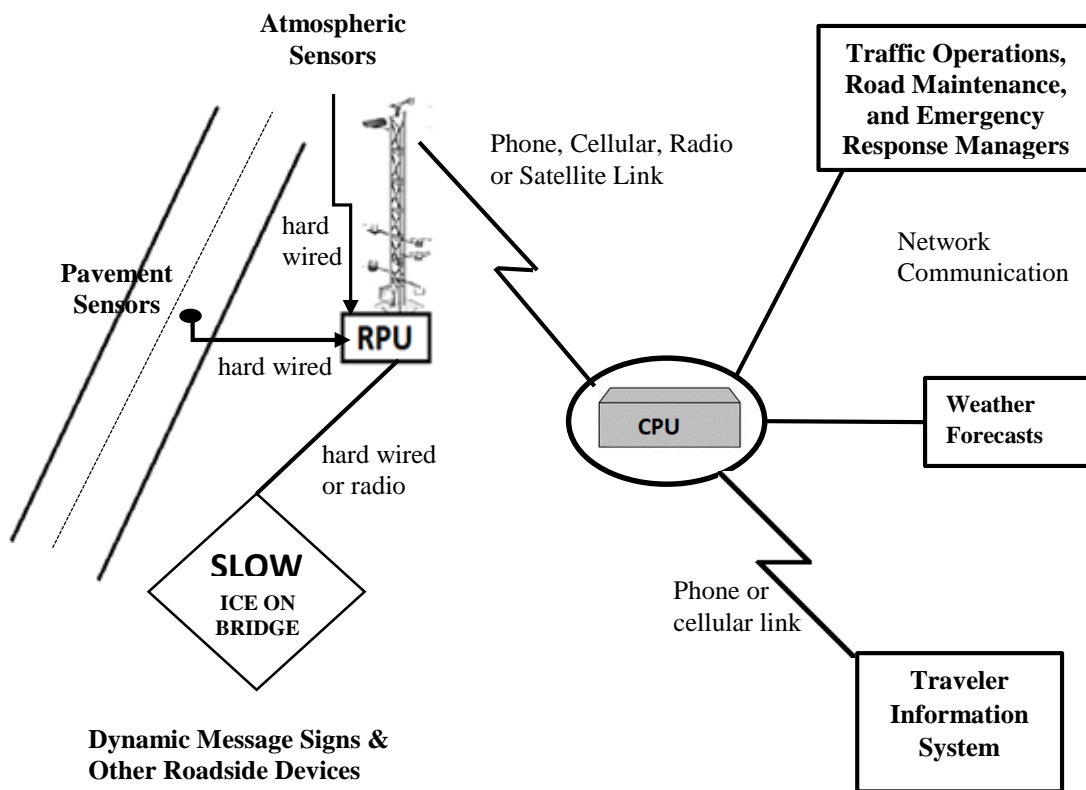 Atmospheric
Sensors
Traffic Operations,
Road Maintenance,
and Emergency
Response Managers
Phone, Cellular, Radio
or Satellite Link
hard
wired
Network
Communication
Pavement
Sensors
RPU
hard wired
CPU
Weather
Forecasts
hard wired
or radio
SLOW
ICE ON
BRIDGE
Phone or
cellular link
Traveler
Information
System
Dynamic Message Signs &
Other Roadside Devices